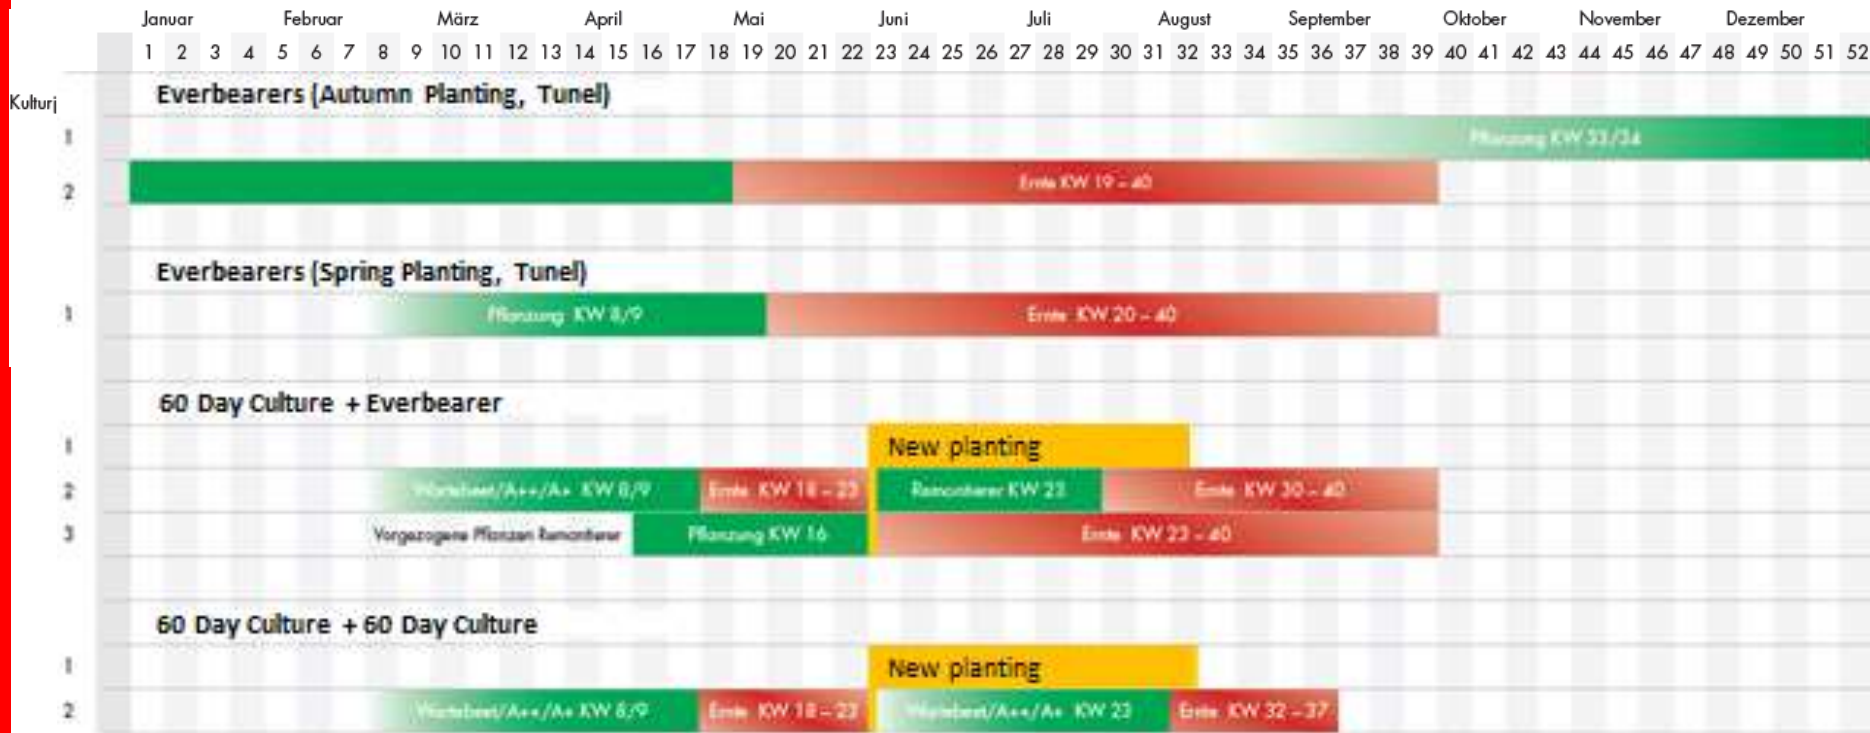 Januar Februar März April Mai Juni Juli August September Oktober November Dezember
1 2 3 4 5 6 7 8 9 10 11 12 13 14 15 16 17 18 19 20 21 22 23 24 25 26 27 28 29 30 31 32 33 34 35 36 37 38 39 40 41 42 43 44 45 46 47 48 49 50 51 52
Kulturj
Everbearers (Autumn Planting, Tunel)
1 Pflanzung KW 33/34
2 Ernte KW 19 – 40
Everbearers (Spring Planting, Tunel)
1 Pflanzung KW 8/9 Ernte KW 20 – 40
60 Day Culture + Everbearer
1 New planting
2 Wartebeet/A++/A+ KW 8/9 Ernte KW 18 – 23 Remontierer KW 23 Ernte KW 30 – 40
3 Vorgezogene Pflanzen Remontierer Pflanzung KW 16 Ernte KW 23 – 40
60 Day Culture + 60 Day Culture
1 New planting
2 Wartebeet/A++/A+ KW 8/9 Ernte KW 18 – 23 Wartebeet/A++/A+ KW 23 Ernte KW 32 – 37